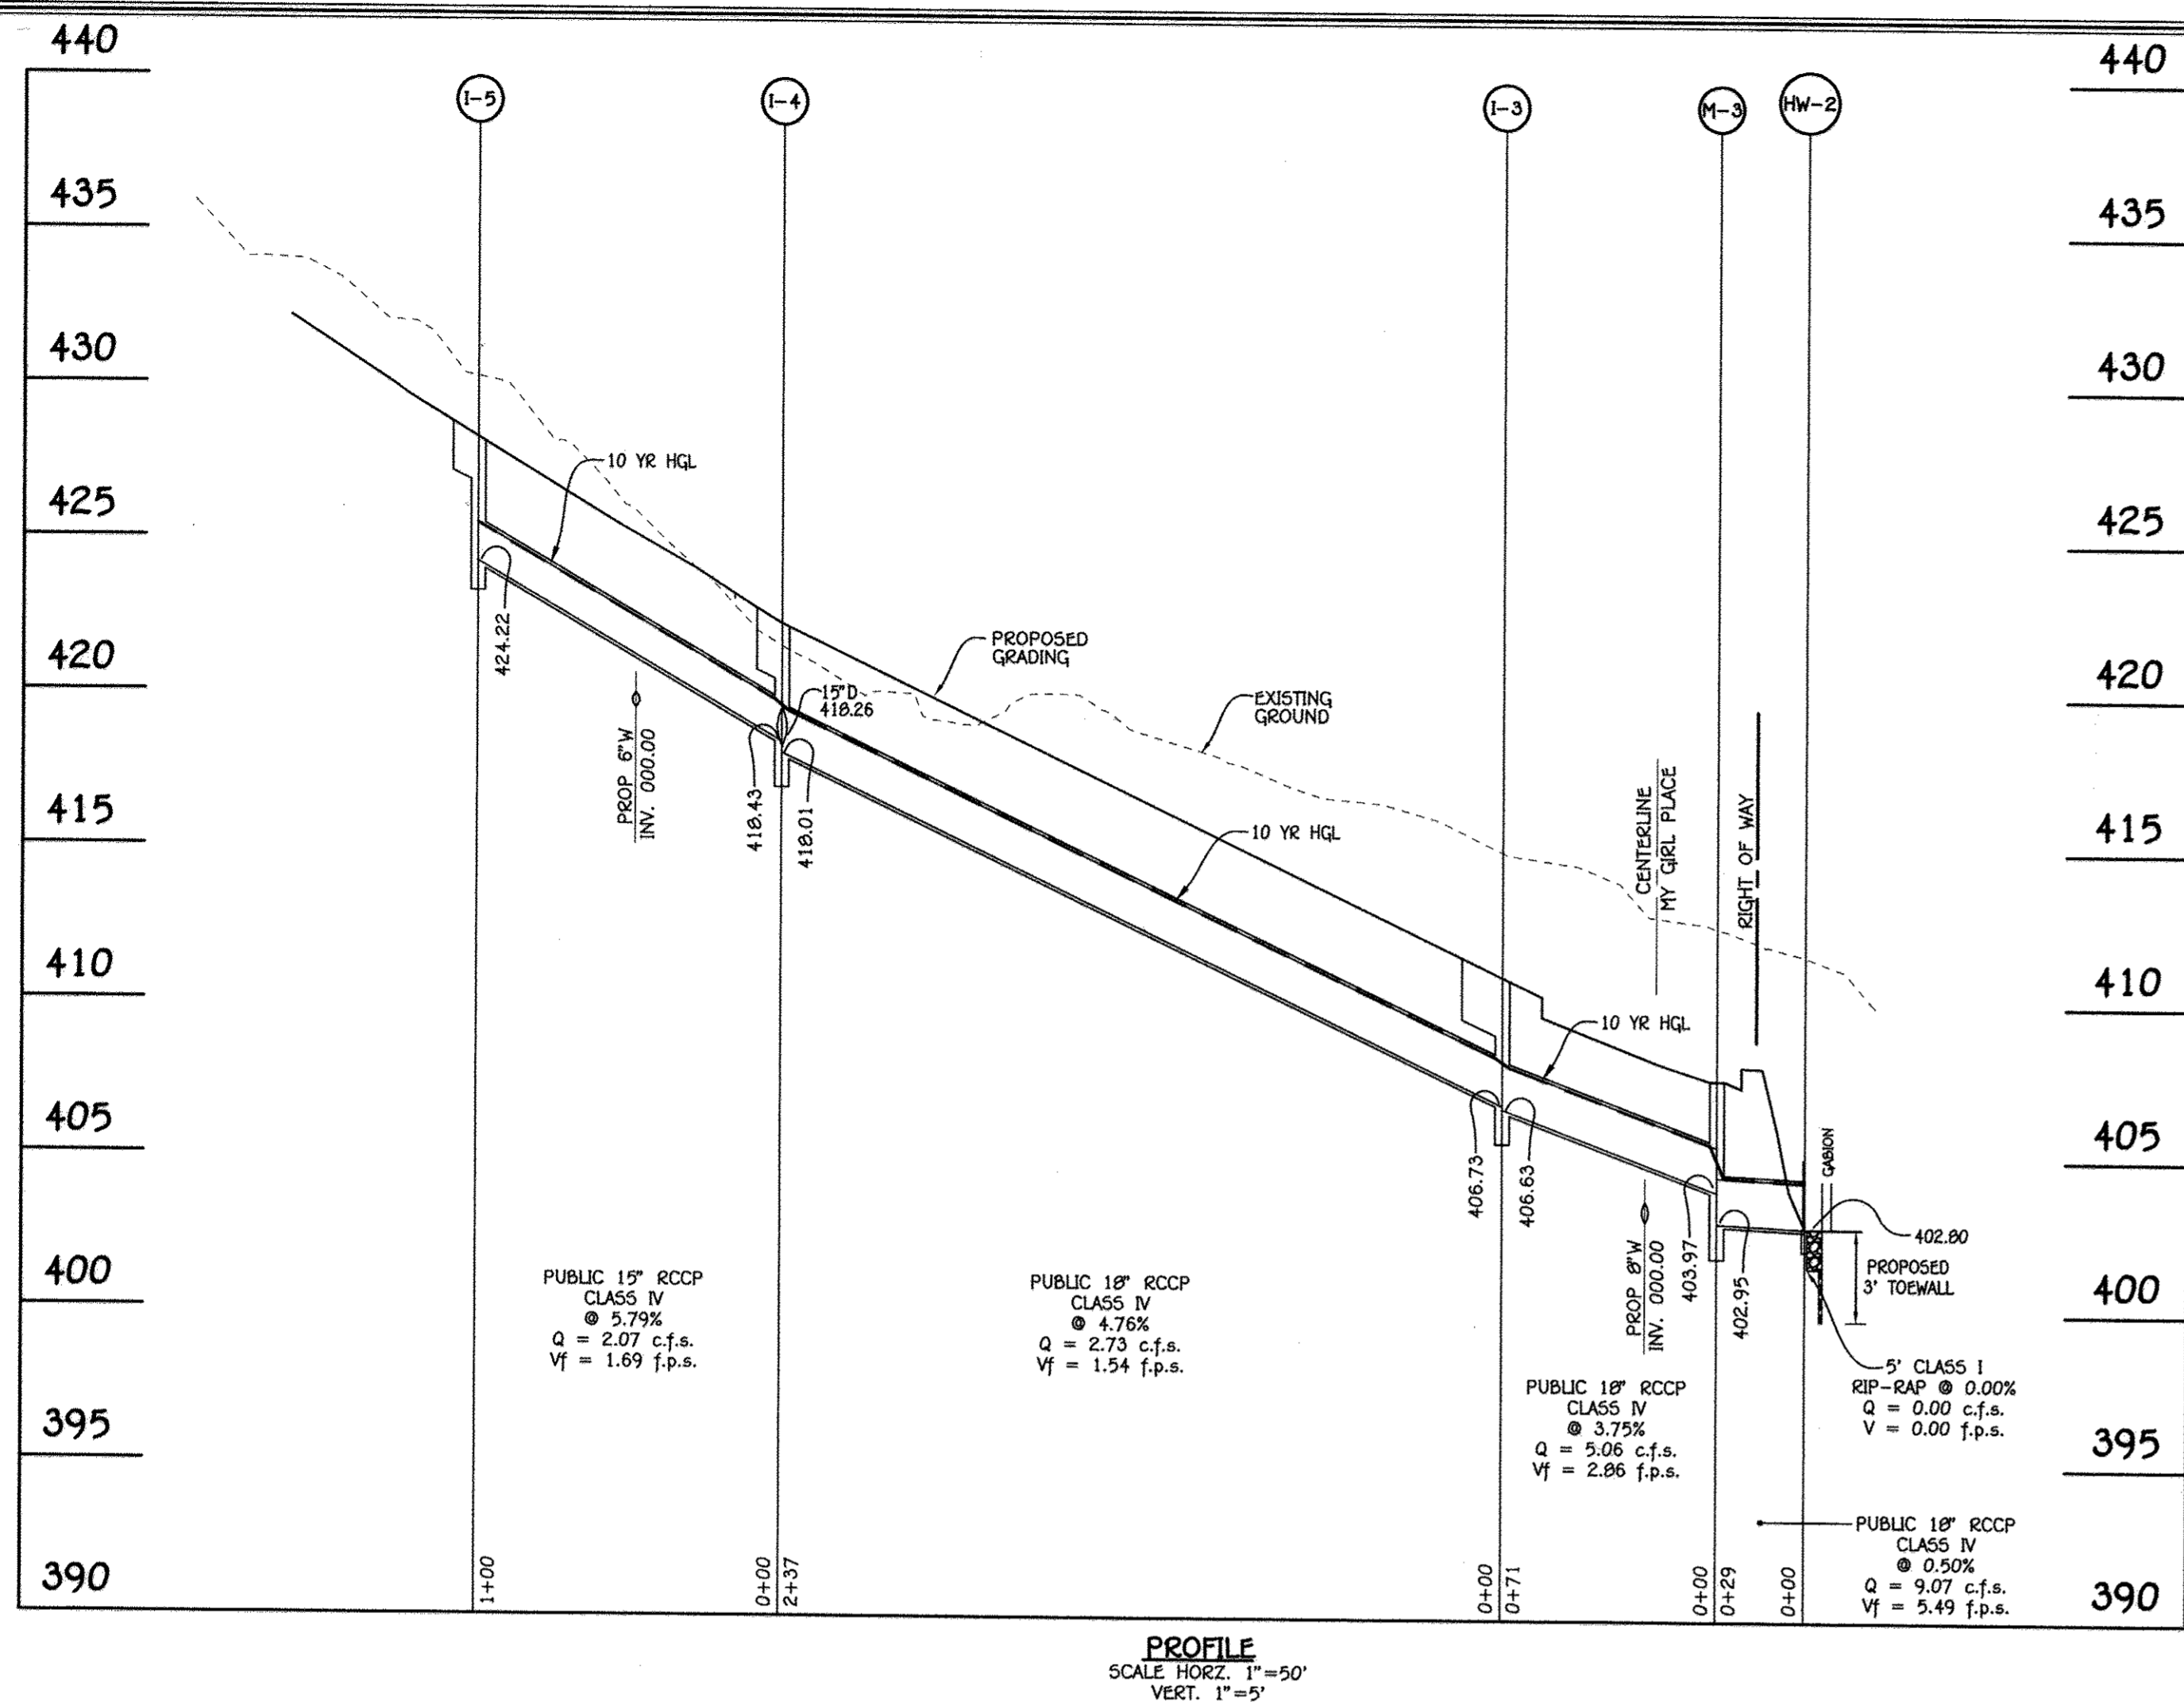 440
440
I-5
I-4
I-3
M-3
HW-2
435
435
430
430
10 YR HGL
425
425
424.22
420
420
PROPOSED
GRADING
15"D
418.26
EXISTING
GROUND
PROP 6"W
INV. 000.00
418.43
418.01
415
415
10 YR HGL
CENTERLINE
MY GIRL PLACE
RIGHT OF WAY
410
410
10 YR HGL
405
405
GABION
406.73
406.63
403.97
402.95
402.80
PROP 8"W
INV. 000.00
PROPOSED
3' TOEWALL
400
400
PUBLIC 15" RCCP
CLASS IV
@ 5.79%
Q = 2.07 c.f.s.
Vf = 1.69 f.p.s.
PUBLIC 18" RCCP
CLASS IV
@ 4.76%
Q = 2.73 c.f.s.
Vf = 1.54 f.p.s.
PUBLIC 18" RCCP
CLASS IV
@ 3.75%
Q = 5.06 c.f.s.
Vf = 2.86 f.p.s.
5' CLASS I
RIP-RAP @ 0.00%
Q = 0.00 c.f.s.
V = 0.00 f.p.s.
395
395
PUBLIC 18" RCCP
CLASS IV
@ 0.50%
Q = 9.07 c.f.s.
Vf = 5.49 f.p.s.
390
390
1+00
0+00
2+37
0+00
0+71
0+00
0+29
0+00
PROFILE
SCALE HORZ. 1"=50'
VERT. 1"=5'